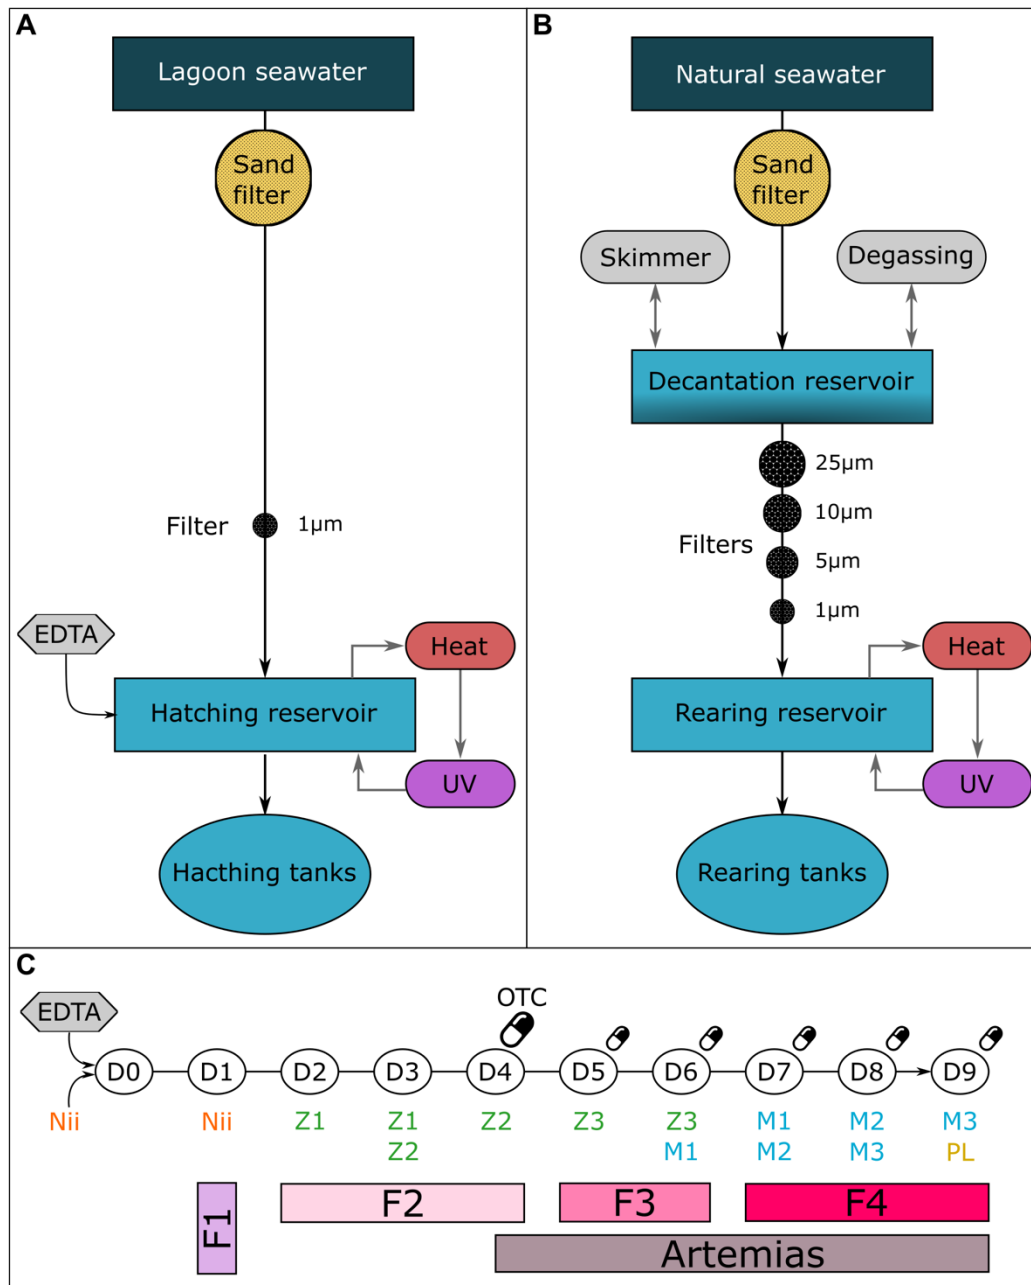 A
Lagoon seawater
Sand
filter
Filter
1µm
EDTA
Heat
Hatching reservoir
UV
Hacthing tanks
B
Natural seawater
Sand
filter
Skimmer
Degassing
Decantation reservoir
25µm
10µm
Filters
5µm
1µm
Heat
Rearing reservoir
UV
Rearing tanks
C
EDTA
OTC
D0 D1 D2 D3 D4 D5 D6 D7 D8 D9
Nii Nii Z1 Z1 Z2 Z3 Z3 M1 M2 M3
Z2 M1 M2 M3 PL
F1 F2 F3 F4
Artemias